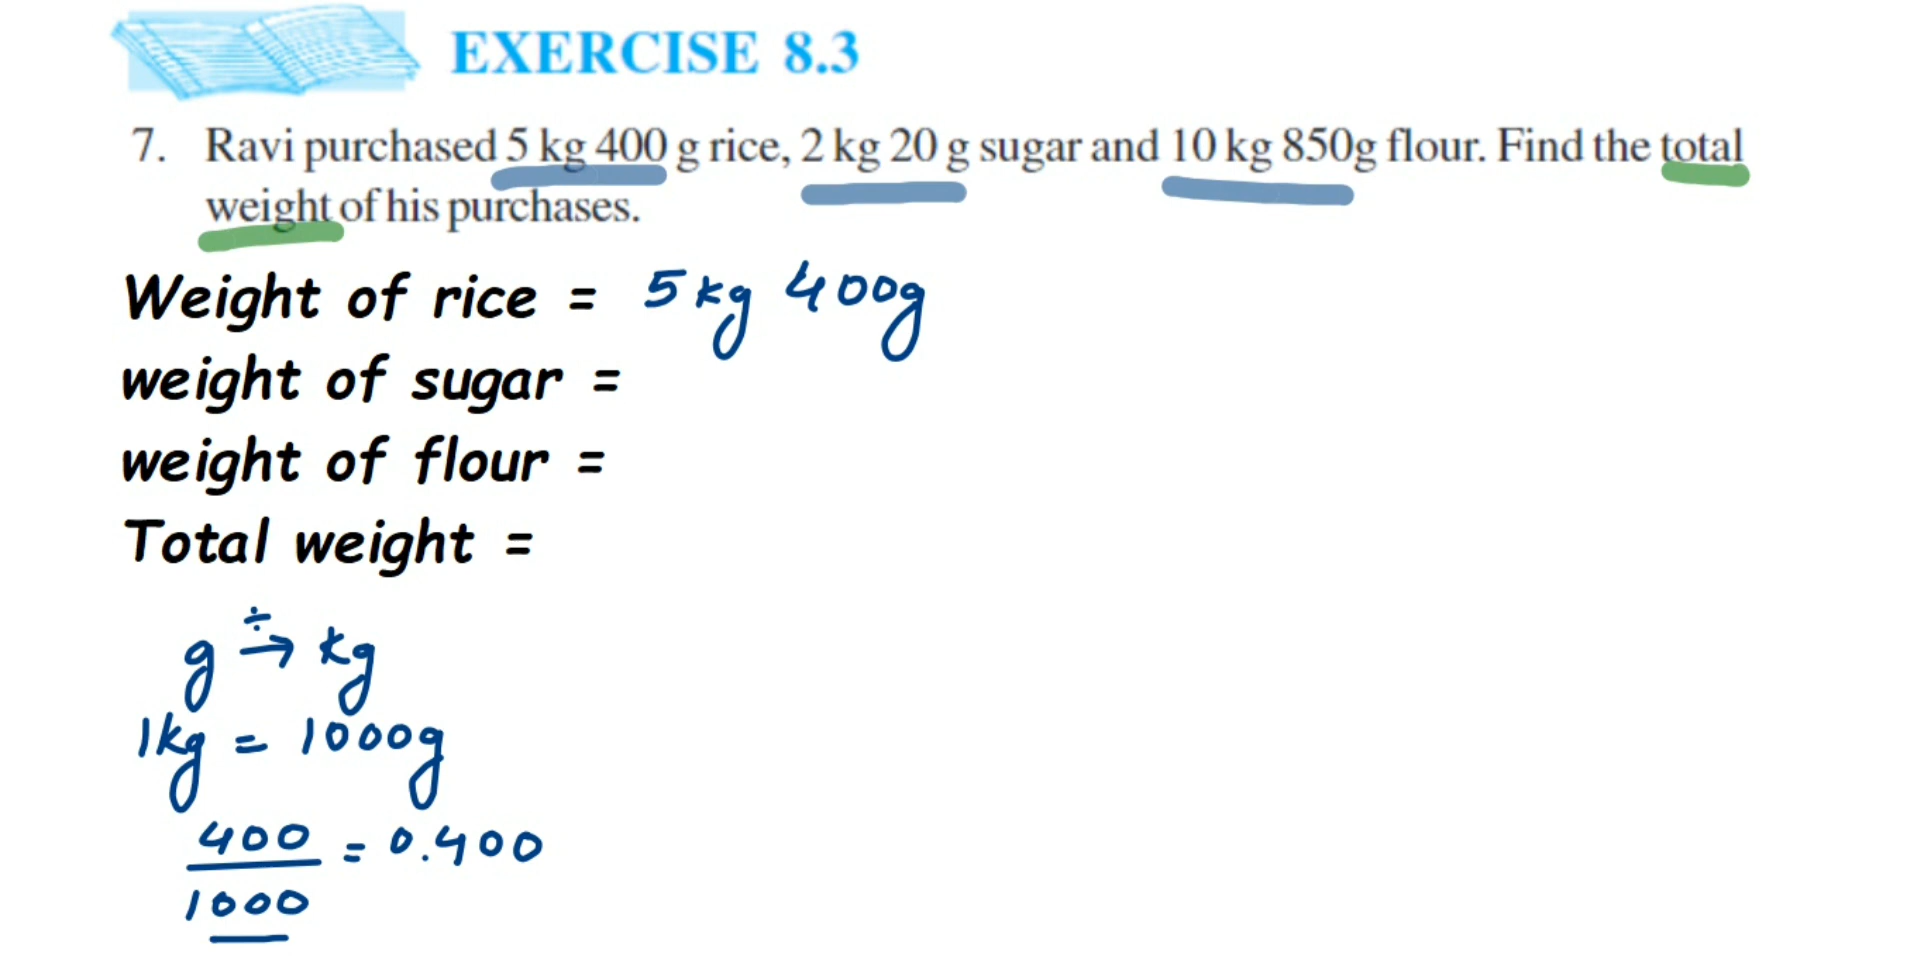 EXERCISE 8.3
7. Ravi purchased 5 kg 400 g rice, 2 kg 20 g sugar and 10 kg 850g flour. Find the total
weight of his purchases.
Weight of rice = 5kg 400g
weight of sugar =
weight of flour =
Total weight =
÷
g → kg
1kg = 1000g
400
= 0.400
1000